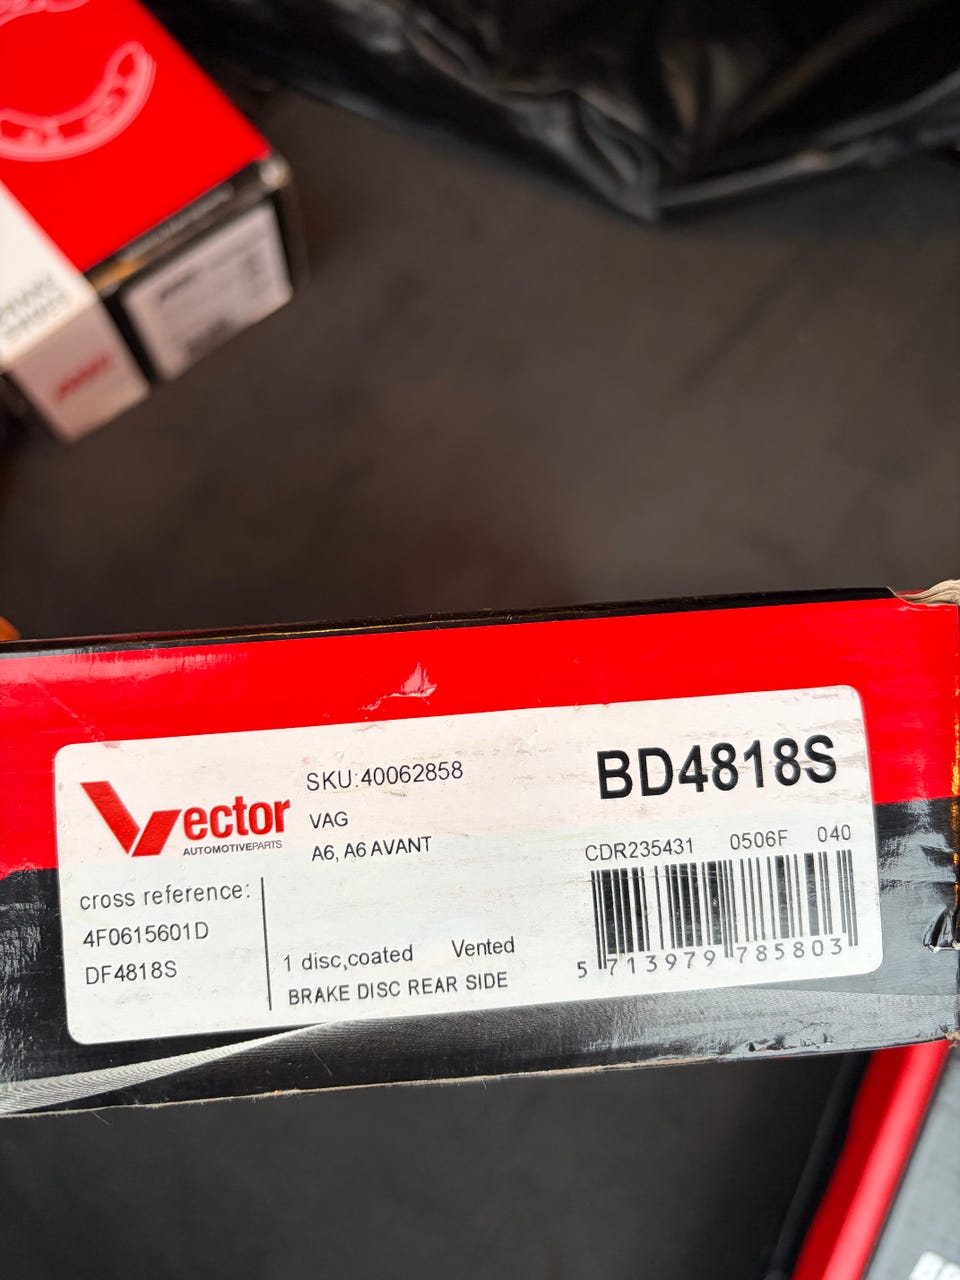 Vector
AUTOMOTIVEPARTS
SKU:40062858
VAG
A6, A6 AVANT
BD4818S
CDR235431 0506F 040
5 713979 785803
cross reference:
4F0615601D
DF4818S
1 disc,coated Vented
BRAKE DISC REAR SIDE